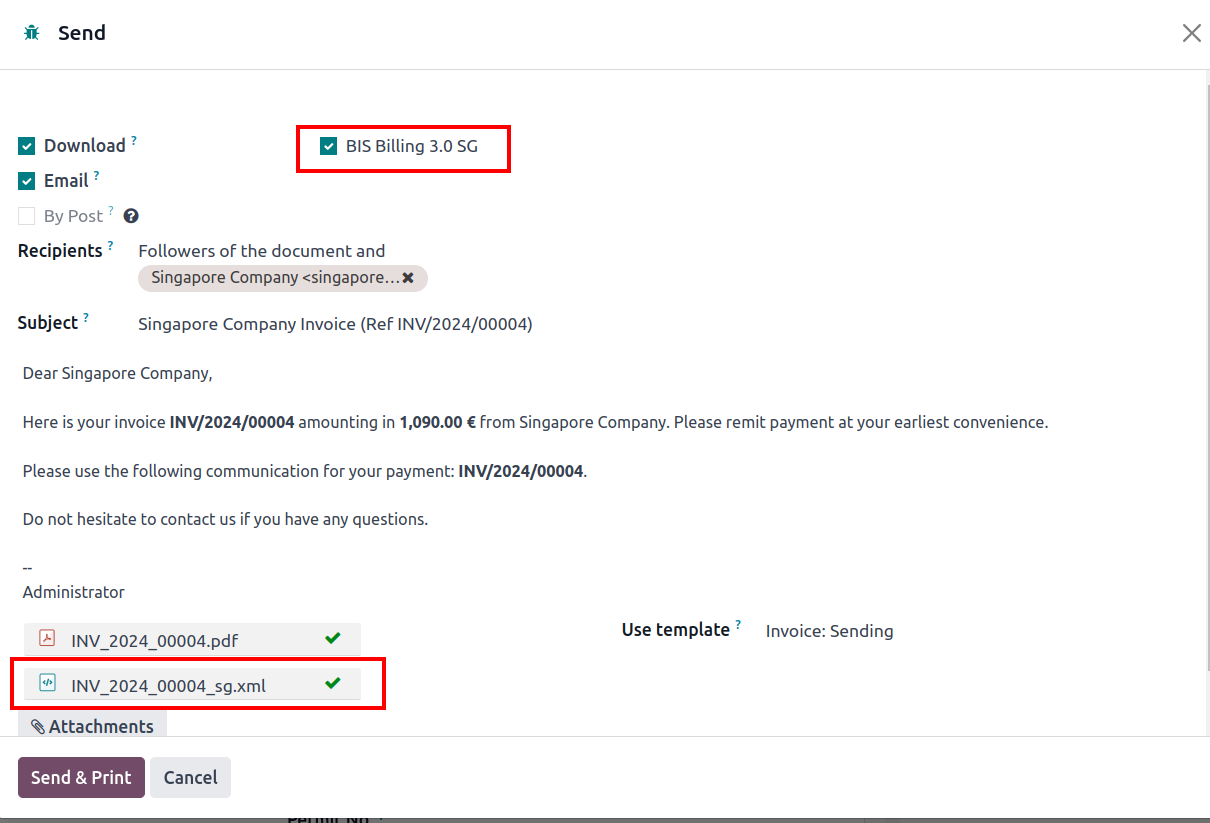 Send
Download ?
BIS Billing 3.0 SG
Email ?
By Post ? ?
Recipients ? Followers of the document and
Singapore Company <singapore... ✖
Subject ? Singapore Company Invoice (Ref INV/2024/00004)
Dear Singapore Company,
Here is your invoice INV/2024/00004 amounting in 1,090.00 € from Singapore Company. Please remit payment at your earliest convenience.
Please use the following communication for your payment: INV/2024/00004.
Do not hesitate to contact us if you have any questions.
--
Administrator
INV_2024_00004.pdf
Use template ? Invoice: Sending
INV_2024_00004_sg.xml
Attachments
Send & Print Cancel
Permit No ?